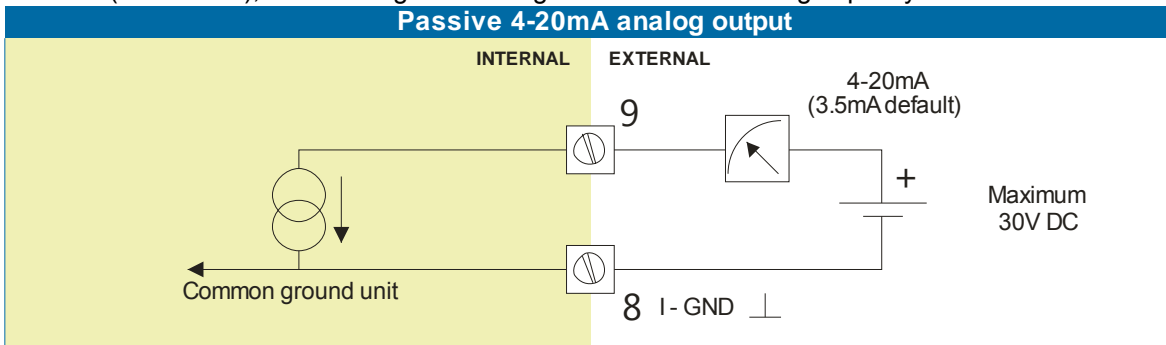 Passive 4-20mA analog output
INTERNAL EXTERNAL
4-20mA
(3.5mA default)
9
+
Maximum
30V DC
Common ground unit
8 I - GND